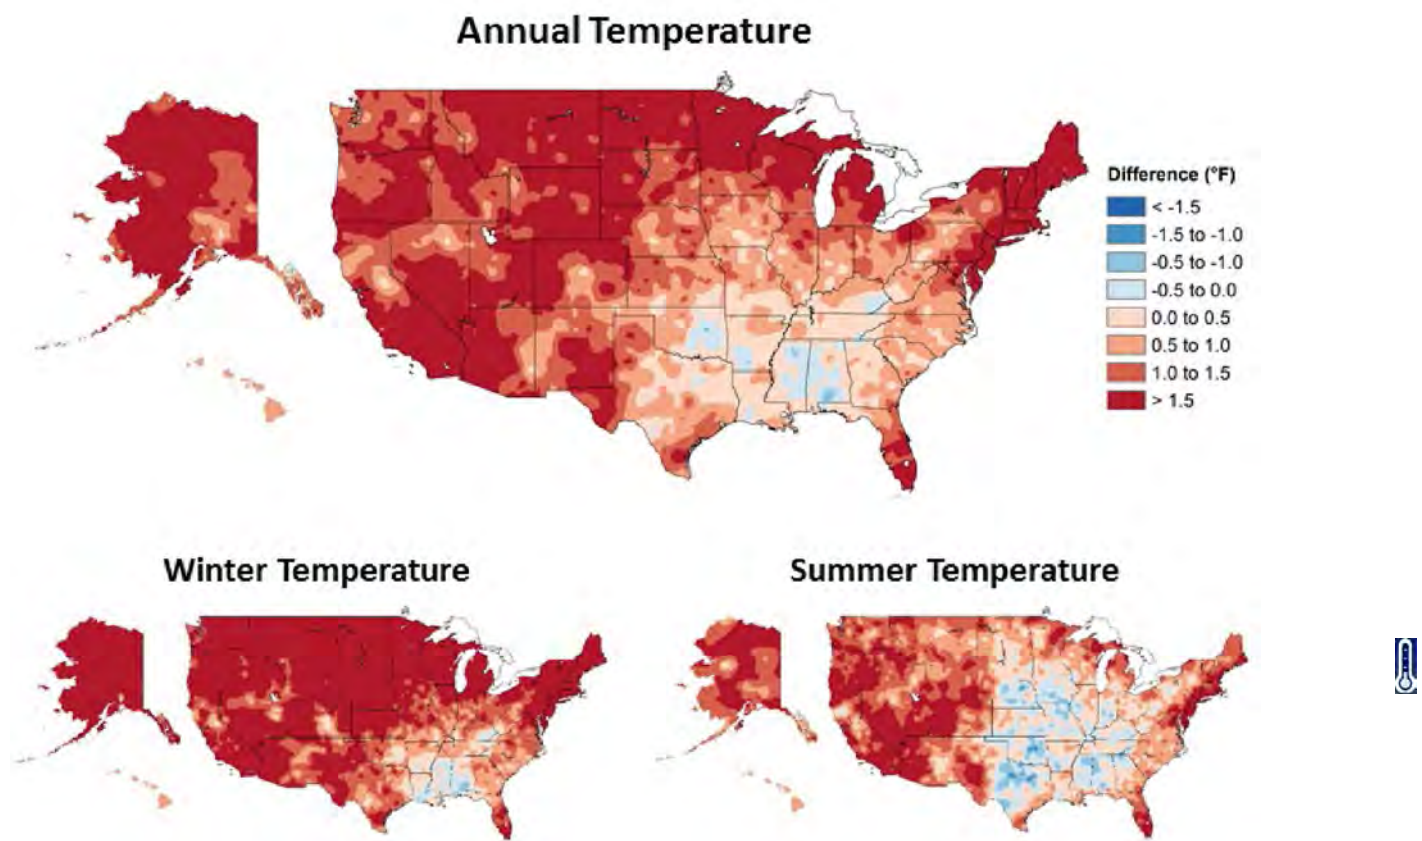 Annual Temperature
Difference (°F)
< -1.5
-1.5 to -1.0
-0.5 to -1.0
-0.5 to 0.0
0.0 to 0.5
0.5 to 1.0
1.0 to 1.5
> 1.5
Winter Temperature
Summer Temperature